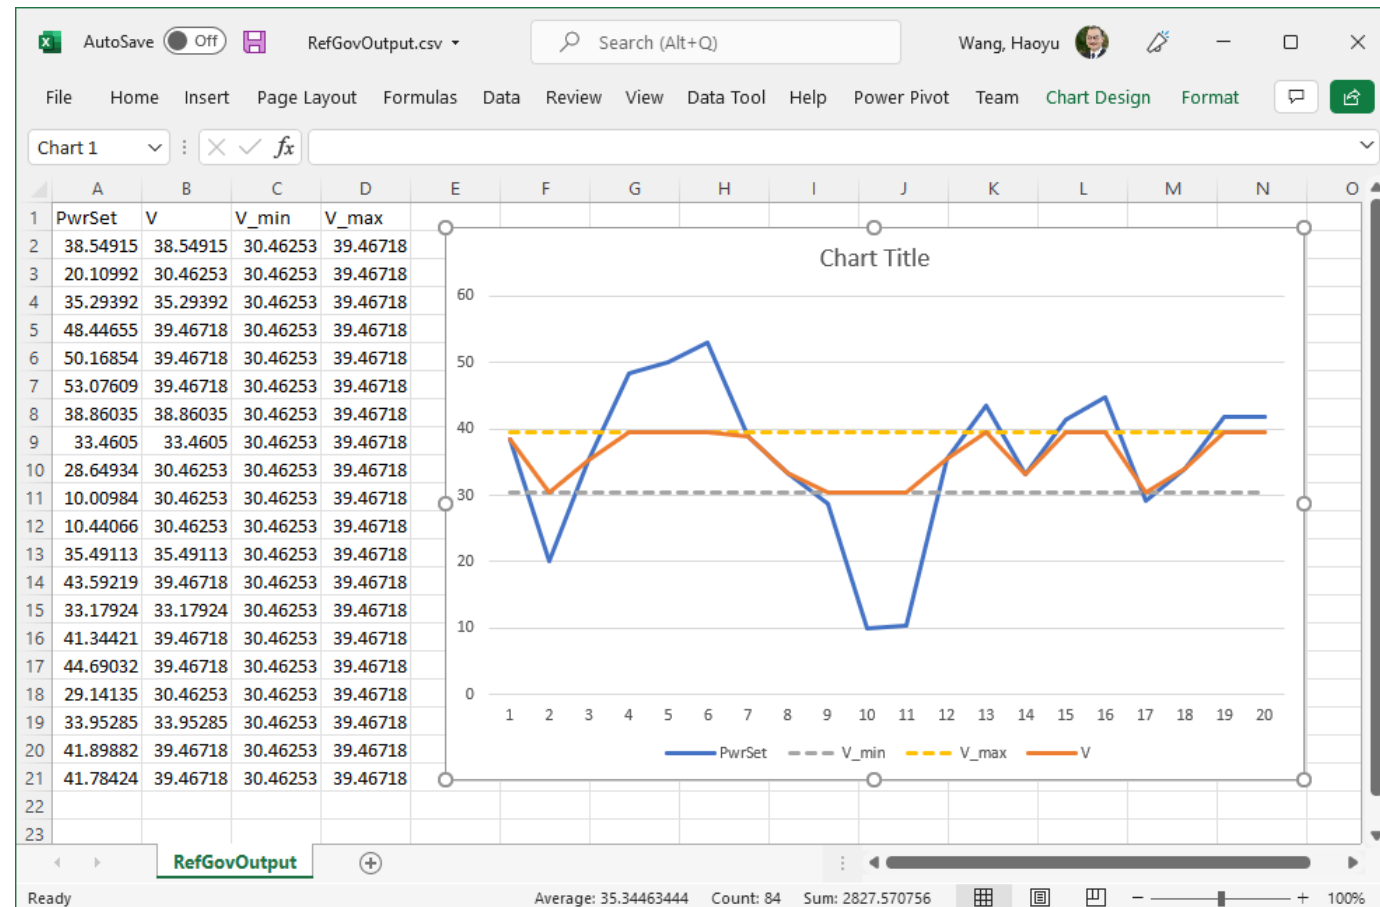 AutoSave Off RefGovOutput.csv Search (Alt+Q) Wang, Haoyu
File Home Insert Page Layout Formulas Data Review View Data Tool Help Power Pivot Team Chart Design Format
Chart 1 fx
A B C D E F G H I J K L M N O
1 PwrSet V V_min V_max
2 38.54915 38.54915 30.46253 39.46718
3 20.10992 30.46253 30.46253 39.46718
4 35.29392 35.29392 30.46253 39.46718
5 48.44655 39.46718 30.46253 39.46718
6 50.16854 39.46718 30.46253 39.46718
7 53.07609 39.46718 30.46253 39.46718
8 38.86035 38.86035 30.46253 39.46718
9 33.4605 33.4605 30.46253 39.46718
10 28.64934 30.46253 30.46253 39.46718
11 10.00984 30.46253 30.46253 39.46718
12 10.44066 30.46253 30.46253 39.46718
13 35.49113 35.49113 30.46253 39.46718
14 43.59219 39.46718 30.46253 39.46718
15 33.17924 33.17924 30.46253 39.46718
16 41.34421 39.46718 30.46253 39.46718
17 44.69032 39.46718 30.46253 39.46718
18 29.14135 30.46253 30.46253 39.46718
19 33.95285 33.95285 30.46253 39.46718
20 41.89882 39.46718 30.46253 39.46718
21 41.78424 39.46718 30.46253 39.46718
22
23
Chart Title
60
50
40
30
20
10
0
1 2 3 4 5 6 7 8 9 10 11 12 13 14 15 16 17 18 19 20
PwrSet V_min V_max V
RefGovOutput
Ready Average: 35.34463444 Count: 84 Sum: 2827.570756 100%